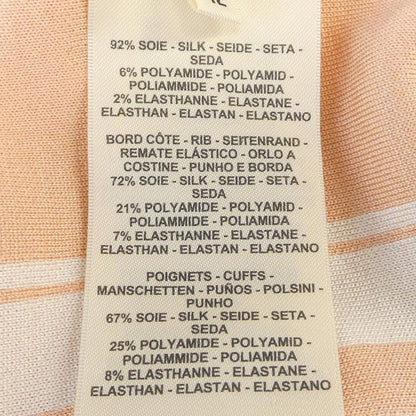 92% SOIE - SILK - SEIDE - SETA -
SEDA
6% POLYAMIDE - POLYAMID -
POLIAMMIDE - POLIAMIDA
2% ELASTHANNE - ELASTANE -
ELASTHAN - ELASTAN - ELASTANO
BORD CÔTE - RIB - SEITENRAND -
REMATE ELÁSTICO - ORLO A
COSTINE - PUNHO E BORDA
72% SOIE - SILK - SEIDE - SETA -
SEDA
21% POLYAMIDE - POLYAMID -
POLIAMMIDE - POLIAMIDA
7% ELASTHANNE - ELASTANE -
ELASTHAN - ELASTAN - ELASTANO
POIGNETS - CUFFS -
MANSCHETTEN - PUÑOS - POLSINI -
PUNHO
67% SOIE - SILK - SEIDE - SETA -
SEDA
25% POLYAMIDE - POLYAMID -
POLIAMMIDE - POLIAMIDA
8% ELASTHANNE - ELASTANE -
ELASTHAN - ELASTAN - ELASTANO